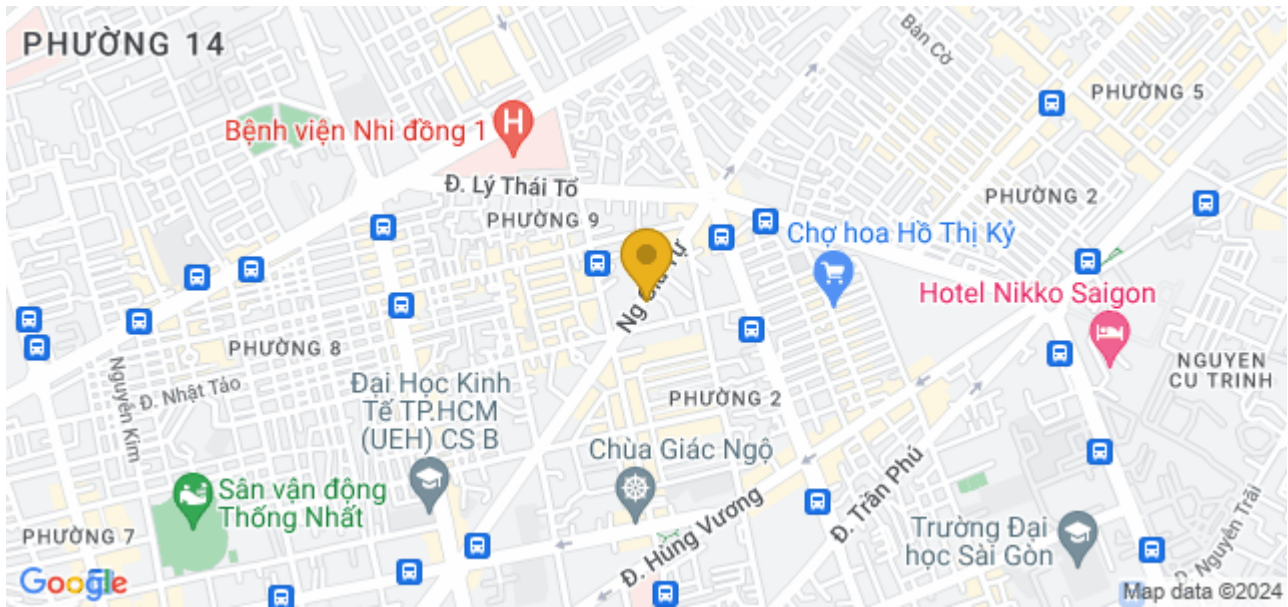 PHƯỜNG 14
Bàn Cờ
PHƯỜNG 5
Bệnh viện Nhi đồng 1
H
Đ. Lý Thái Tổ
PHƯỜNG 9
PHƯỜNG 2
Chợ hoa Hồ Thị Kỷ
Hotel Nikko Saigon
PHƯỜNG 8
NGUYEN
CU TRINH
Nguyễn Kim
Đ. Nhật Tảo
Đại Học Kinh
Tế TP.HCM
(UEH) CS B
PHƯỜNG 2
Chùa Giác Ngộ
Sân vận động
Thống Nhất
PHƯỜNG 7
Đ. Hùng Vương
Đ. Trần Phú
Trường Đại
học Sài Gòn
Đ. Nguyễn Trãi
Google
Map data ©2024